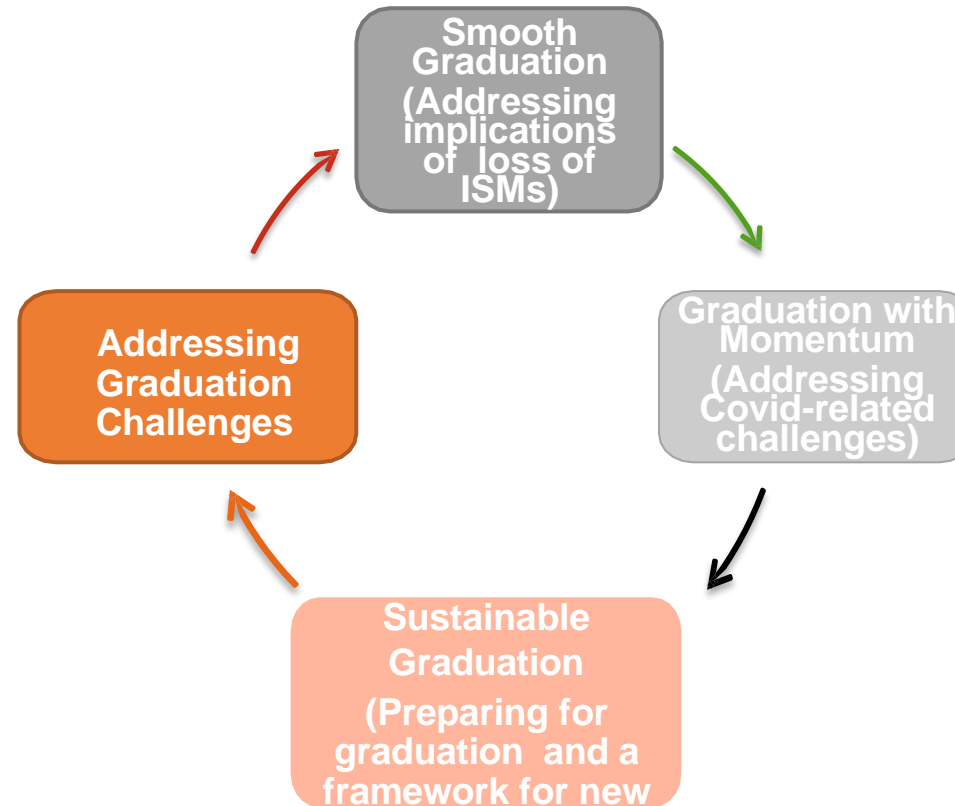 Smooth
Graduation
(Addressing
implications
of loss of
ISMs)
Graduation with
Momentum
(Addressing
Covid-related
challenges)
Addressing
Graduation
Challenges
Sustainable
Graduation
(Preparing for
graduation and a
framework for new